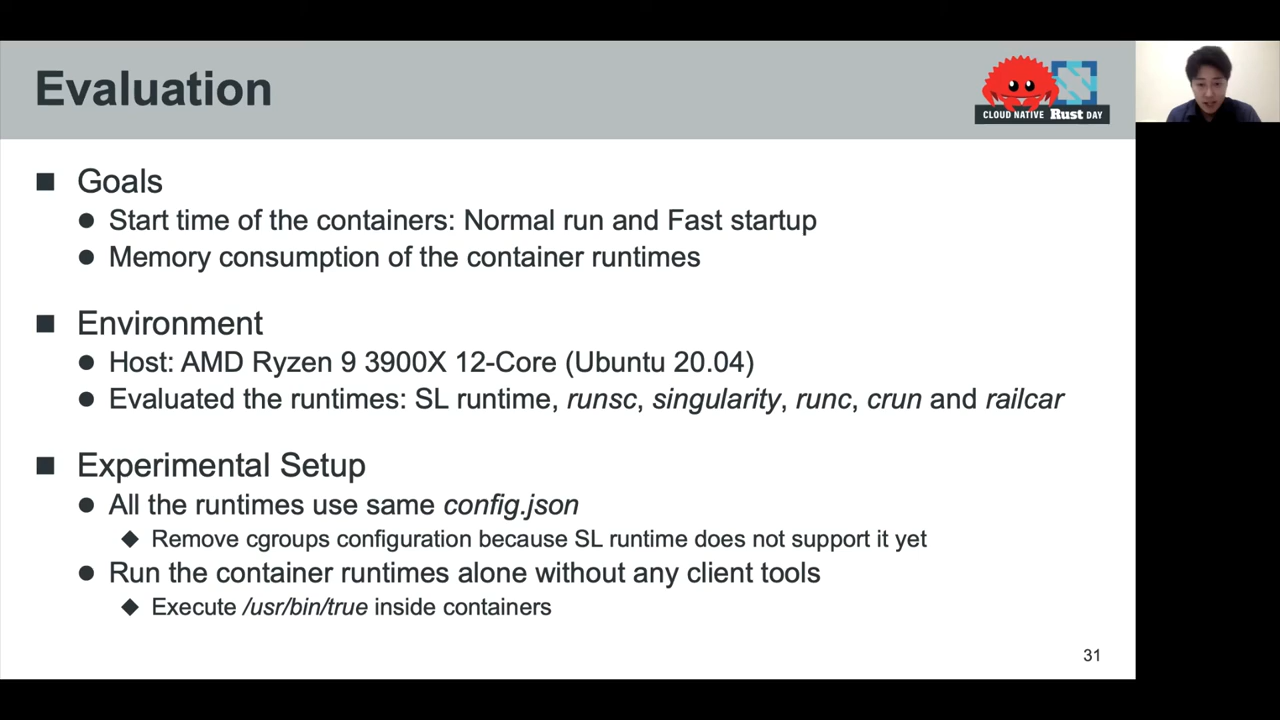 Evaluation
CLOUD NATIVE Rust DAY
Goals
Start time of the containers: Normal run and Fast startup
Memory consumption of the container runtimes
Environment
Host: AMD Ryzen 9 3900X 12-Core (Ubuntu 20.04)
Evaluated the runtimes: SL runtime, runsc, singularity, runc, crun and railcar
Experimental Setup
All the runtimes use same config.json
Remove cgroups configuration because SL runtime does not support it yet
Run the container runtimes alone without any client tools
Execute /usr/bin/true inside containers
31